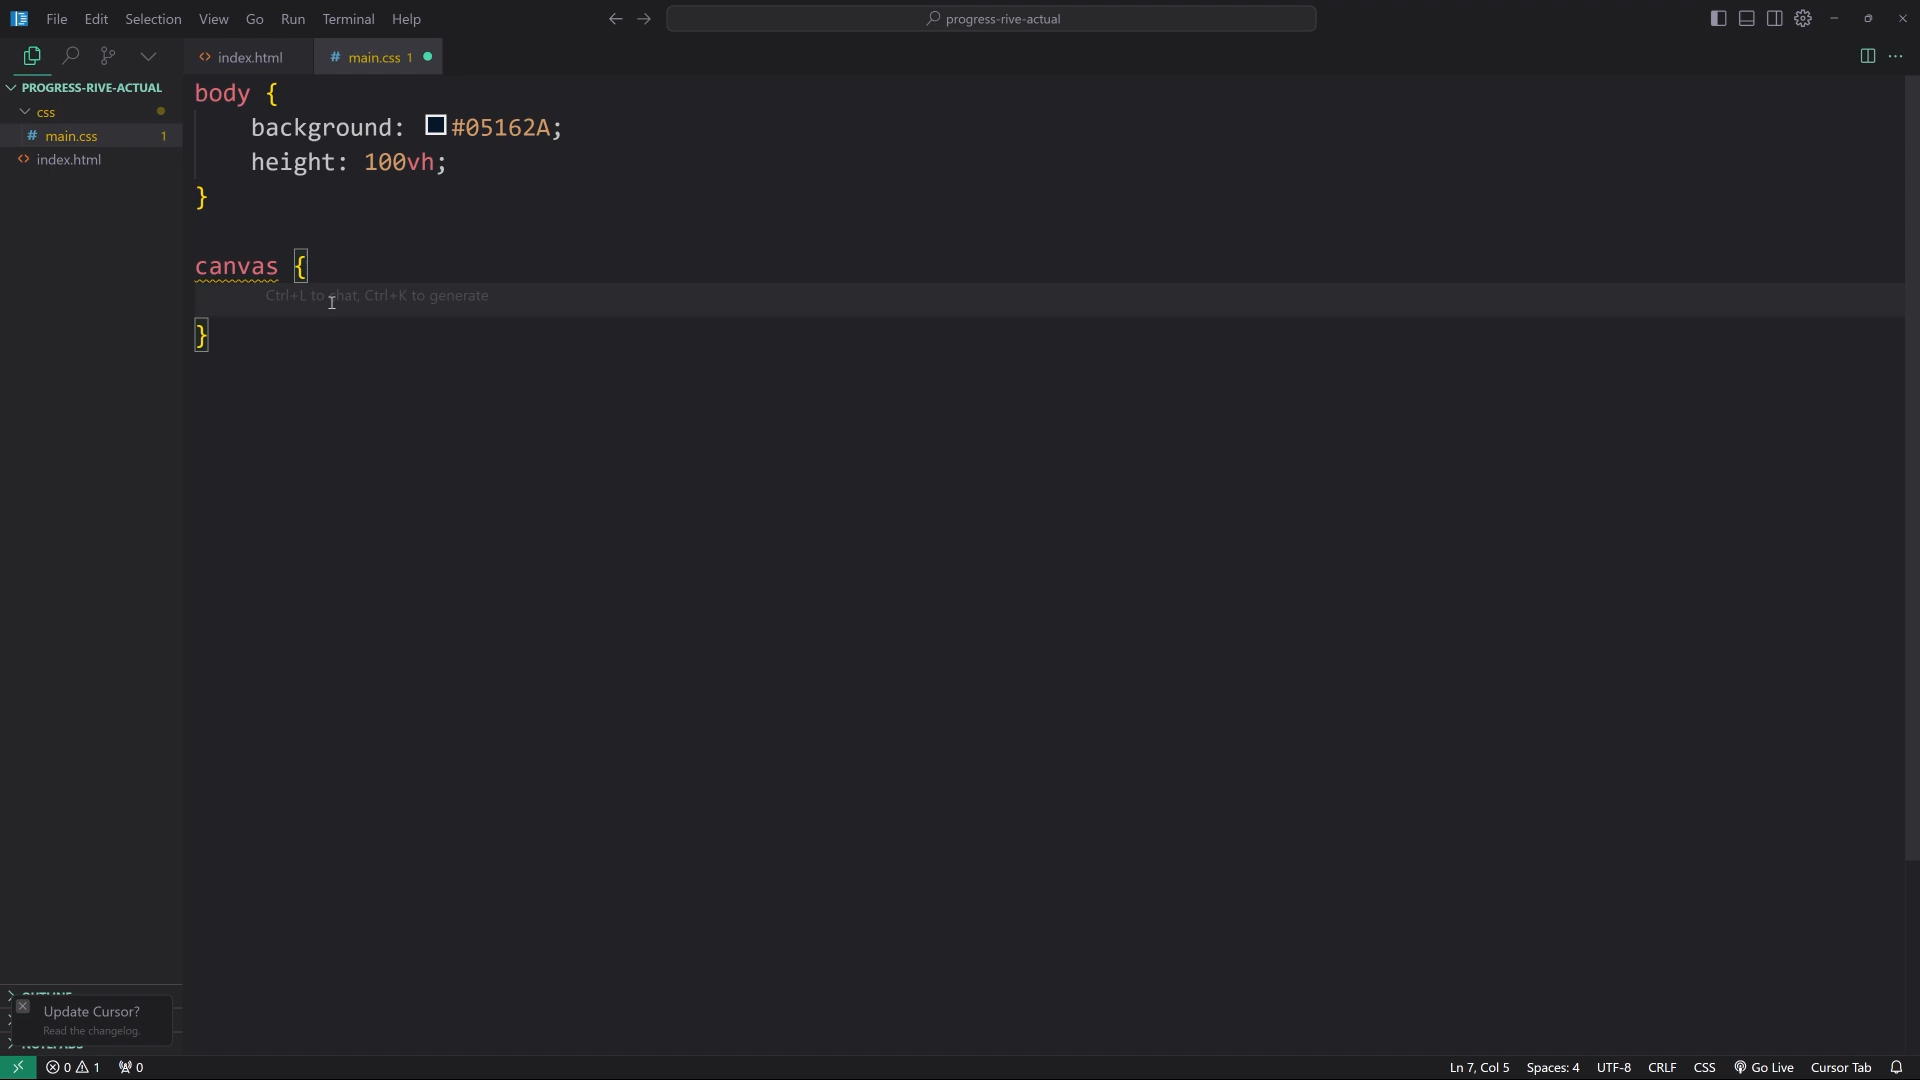 File Edit Selection View Go Run Terminal Help
progress-rive-actual
index.html
# main.css 1
PROGRESS-RIVE-ACTUAL
css
# main.css 1
index.html
body {
background: #05162A;
height: 100vh;
}
canvas {
Ctrl+L to chat, Ctrl+K to generate
}
OUTLINE
Update Cursor?
Read the changelog.
NOTEPADS
0 1 0
Ln 7, Col 5 Spaces: 4 UTF-8 CRLF CSS Go Live Cursor Tab